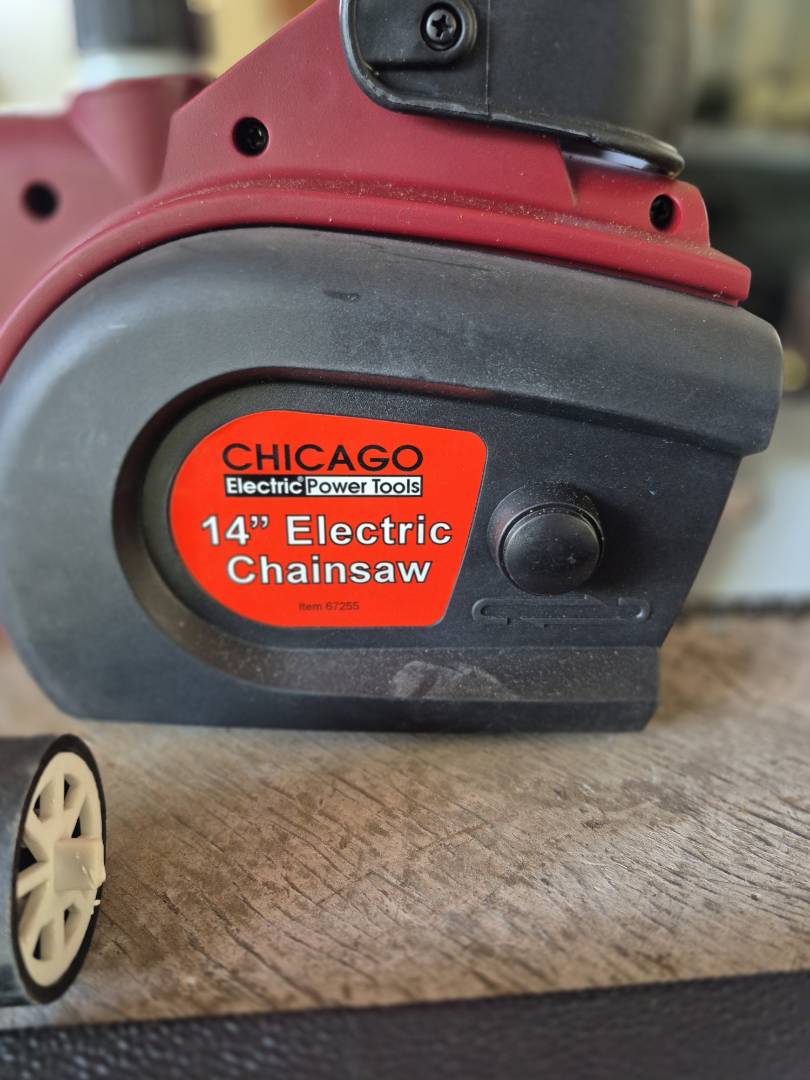 CHICAGO
Electric® Power Tools
14” Electric
Chainsaw
Item 67255